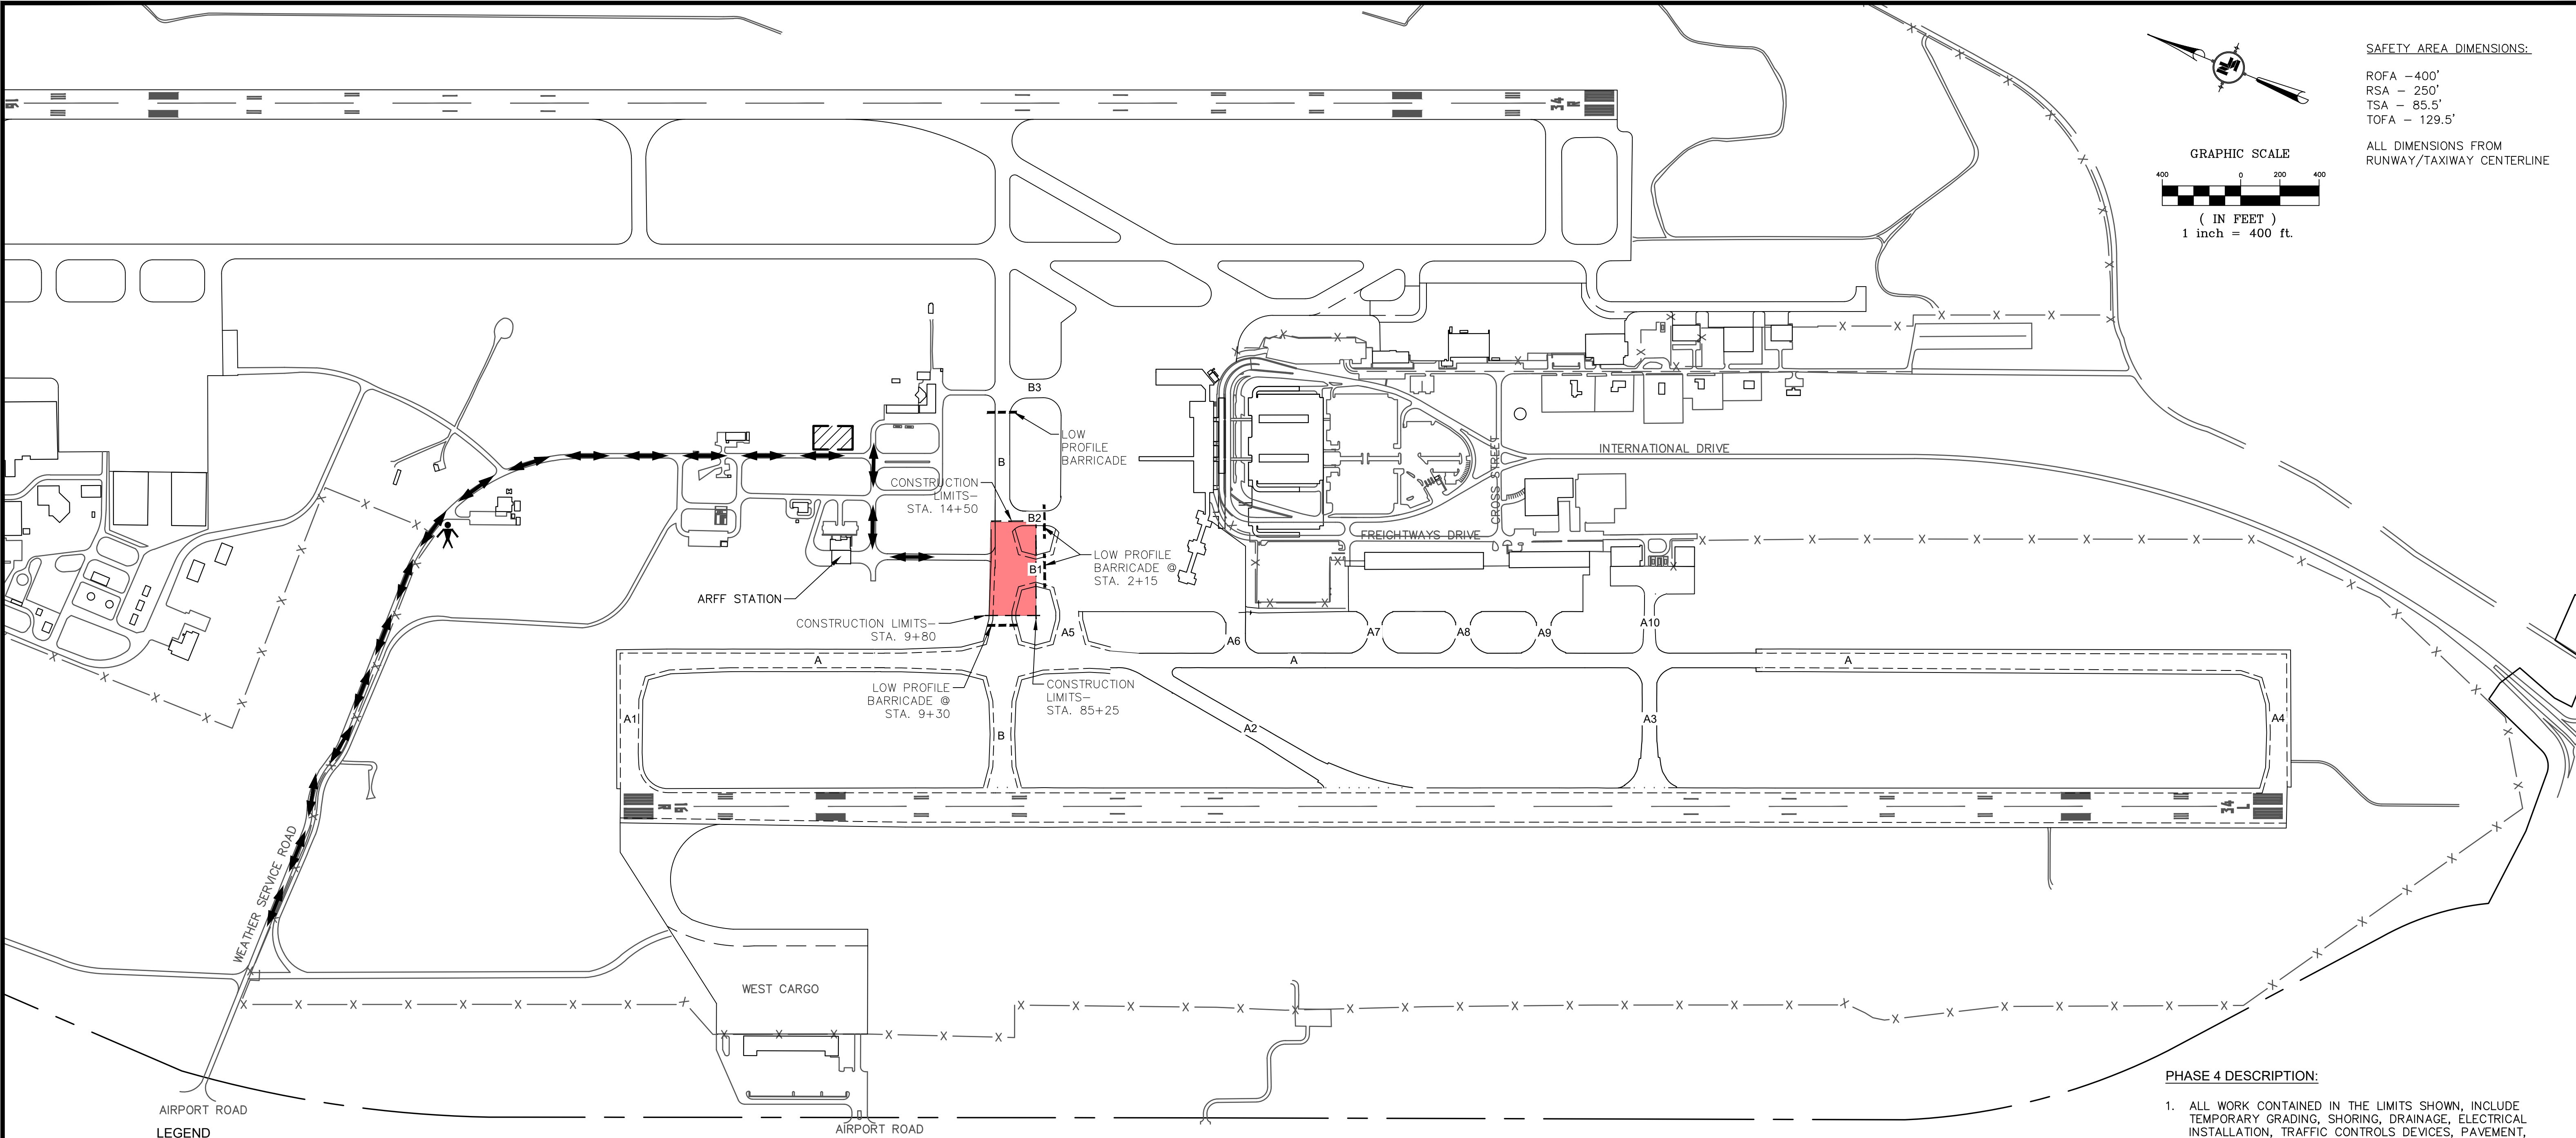 SAFETY AREA DIMENSIONS:
ROFA -400'
RSA - 250'
TSA - 85.5'
TOFA - 129.5'
ALL DIMENSIONS FROM
RUNWAY/TAXIWAY CENTERLINE
GRAPHIC SCALE
400 0 200 400
( IN FEET )
1 inch = 400 ft.
34
R
B3
LOW
PROFILE
BARRICADE
B
CONSTRUCTION
LIMITS-
STA. 14+50
B2
LOW PROFILE
BARRICADE @
STA. 2+15
B1
ARFF STATION
CONSTRUCTION LIMITS-
STA. 9+80
INTERNATIONAL DRIVE
CROSS STREET
FREIGHTWAYS DRIVE
A5
A6
A7
A8
A9
A10
A
A
A
LOW PROFILE
BARRICADE @
STA. 9+30
CONSTRUCTION
LIMITS-
STA. 85+25
A1
B
A2
A3
A4
16
R
34
L
WEATHER SERVICE ROAD
WEST CARGO
AIRPORT ROAD
AIRPORT ROAD
LEGEND
PHASE 4 DESCRIPTION:
1. ALL WORK CONTAINED IN THE LIMITS SHOWN, INCLUDE
TEMPORARY GRADING, SHORING, DRAINAGE, ELECTRICAL
INSTALLATION, TRAFFIC CONTROLS DEVICES, PAVEMENT,